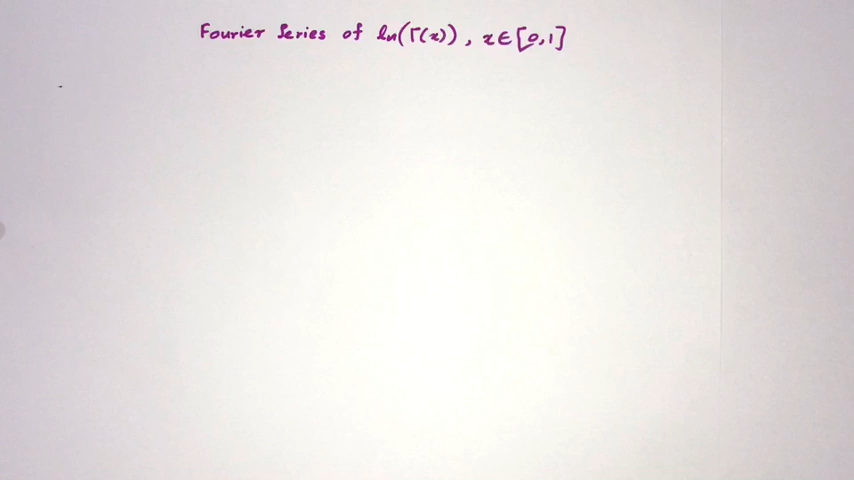 Fourier Series of ln(Γ(x)), x∈[0,1]